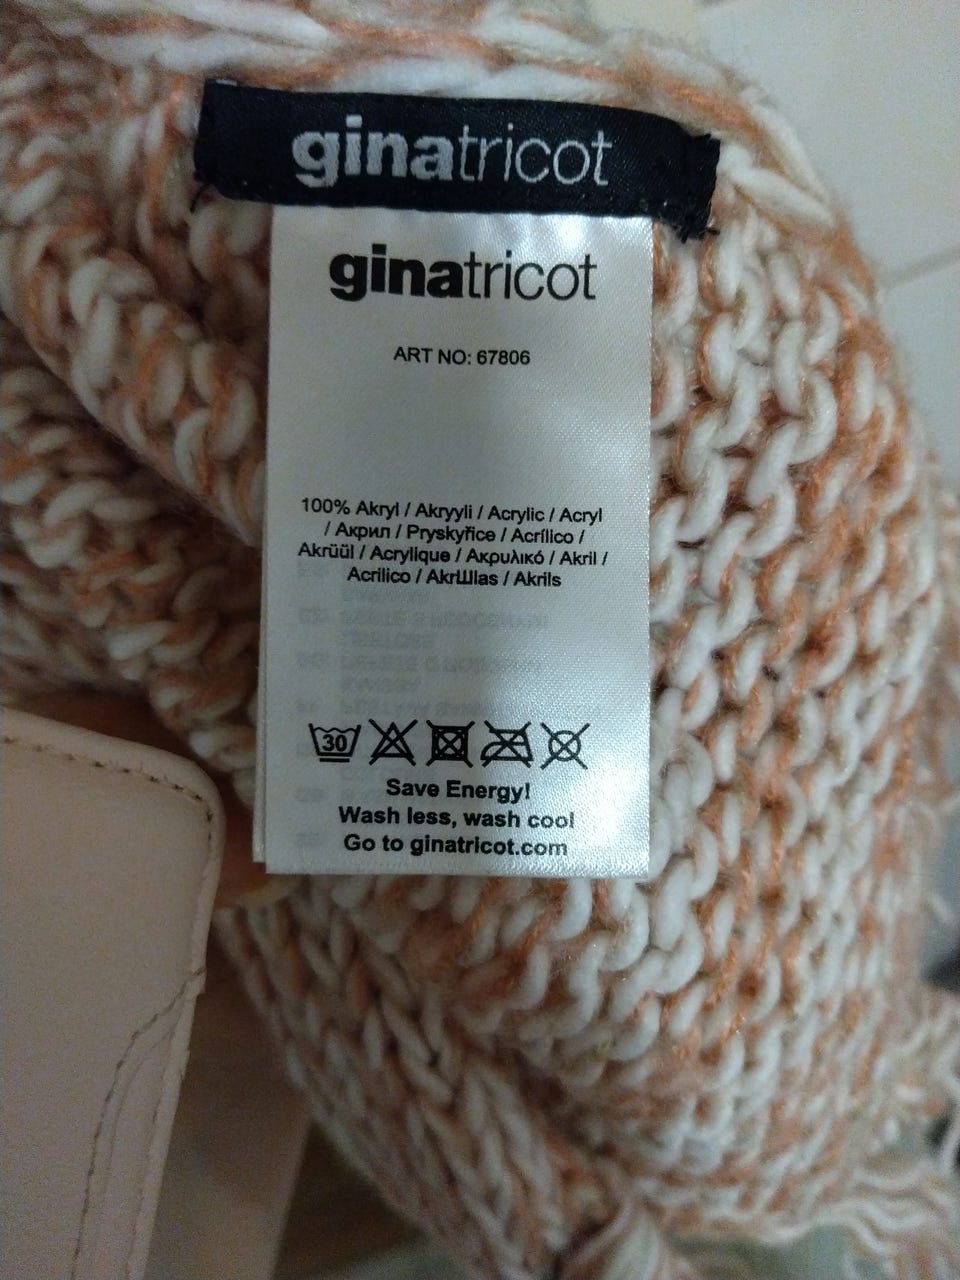 ginatricot
ginatricot
ART NO: 67806
100% Akryl / Akryyli / Acrylic / Acryl
/ Акрил / Pryskyřice / Acrílico /
Akrüül / Acrylique / Ακρυλικό / Akril /
Acrilico / AkrШlas / Akrils
30
Save Energy!
Wash less, wash cool
Go to ginatricot.com